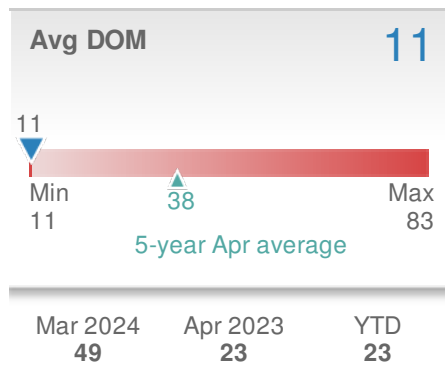 Avg DOM 11
11
Min Max
11 38 83
5-year Apr average
Mar 2024 Apr 2023 YTD
49 23 23